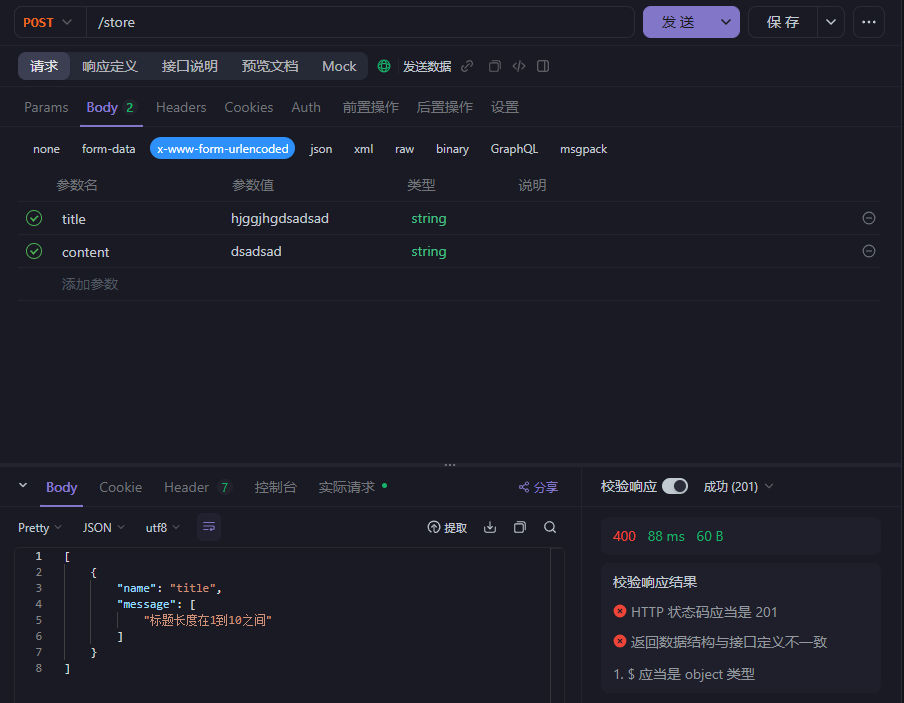 POST /store 发 送 保 存
请求 响应定义 接口说明 预览文档 Mock 发送数据
Params Body 2 Headers Cookies Auth 前置操作 后置操作 设置
none form-data x-www-form-urlencoded json xml raw binary GraphQL msgpack
参数名 参数值 类型 说明
title hjggjhgdsadsad string
content dsadsad string
添加参数
Body Cookie Header 7 控制台 实际请求 分享
Pretty JSON utf8 提取
1 [
2 {
3 "name": "title",
4 "message": [
5 "标题长度在1到10之间"
6 ]
7 }
8 ]
校验响应 成功 (201)
400 88 ms 60 B
校验响应结果
HTTP 状态码应当是 201
返回数据结构与接口定义不一致
1. $ 应当是 object 类型